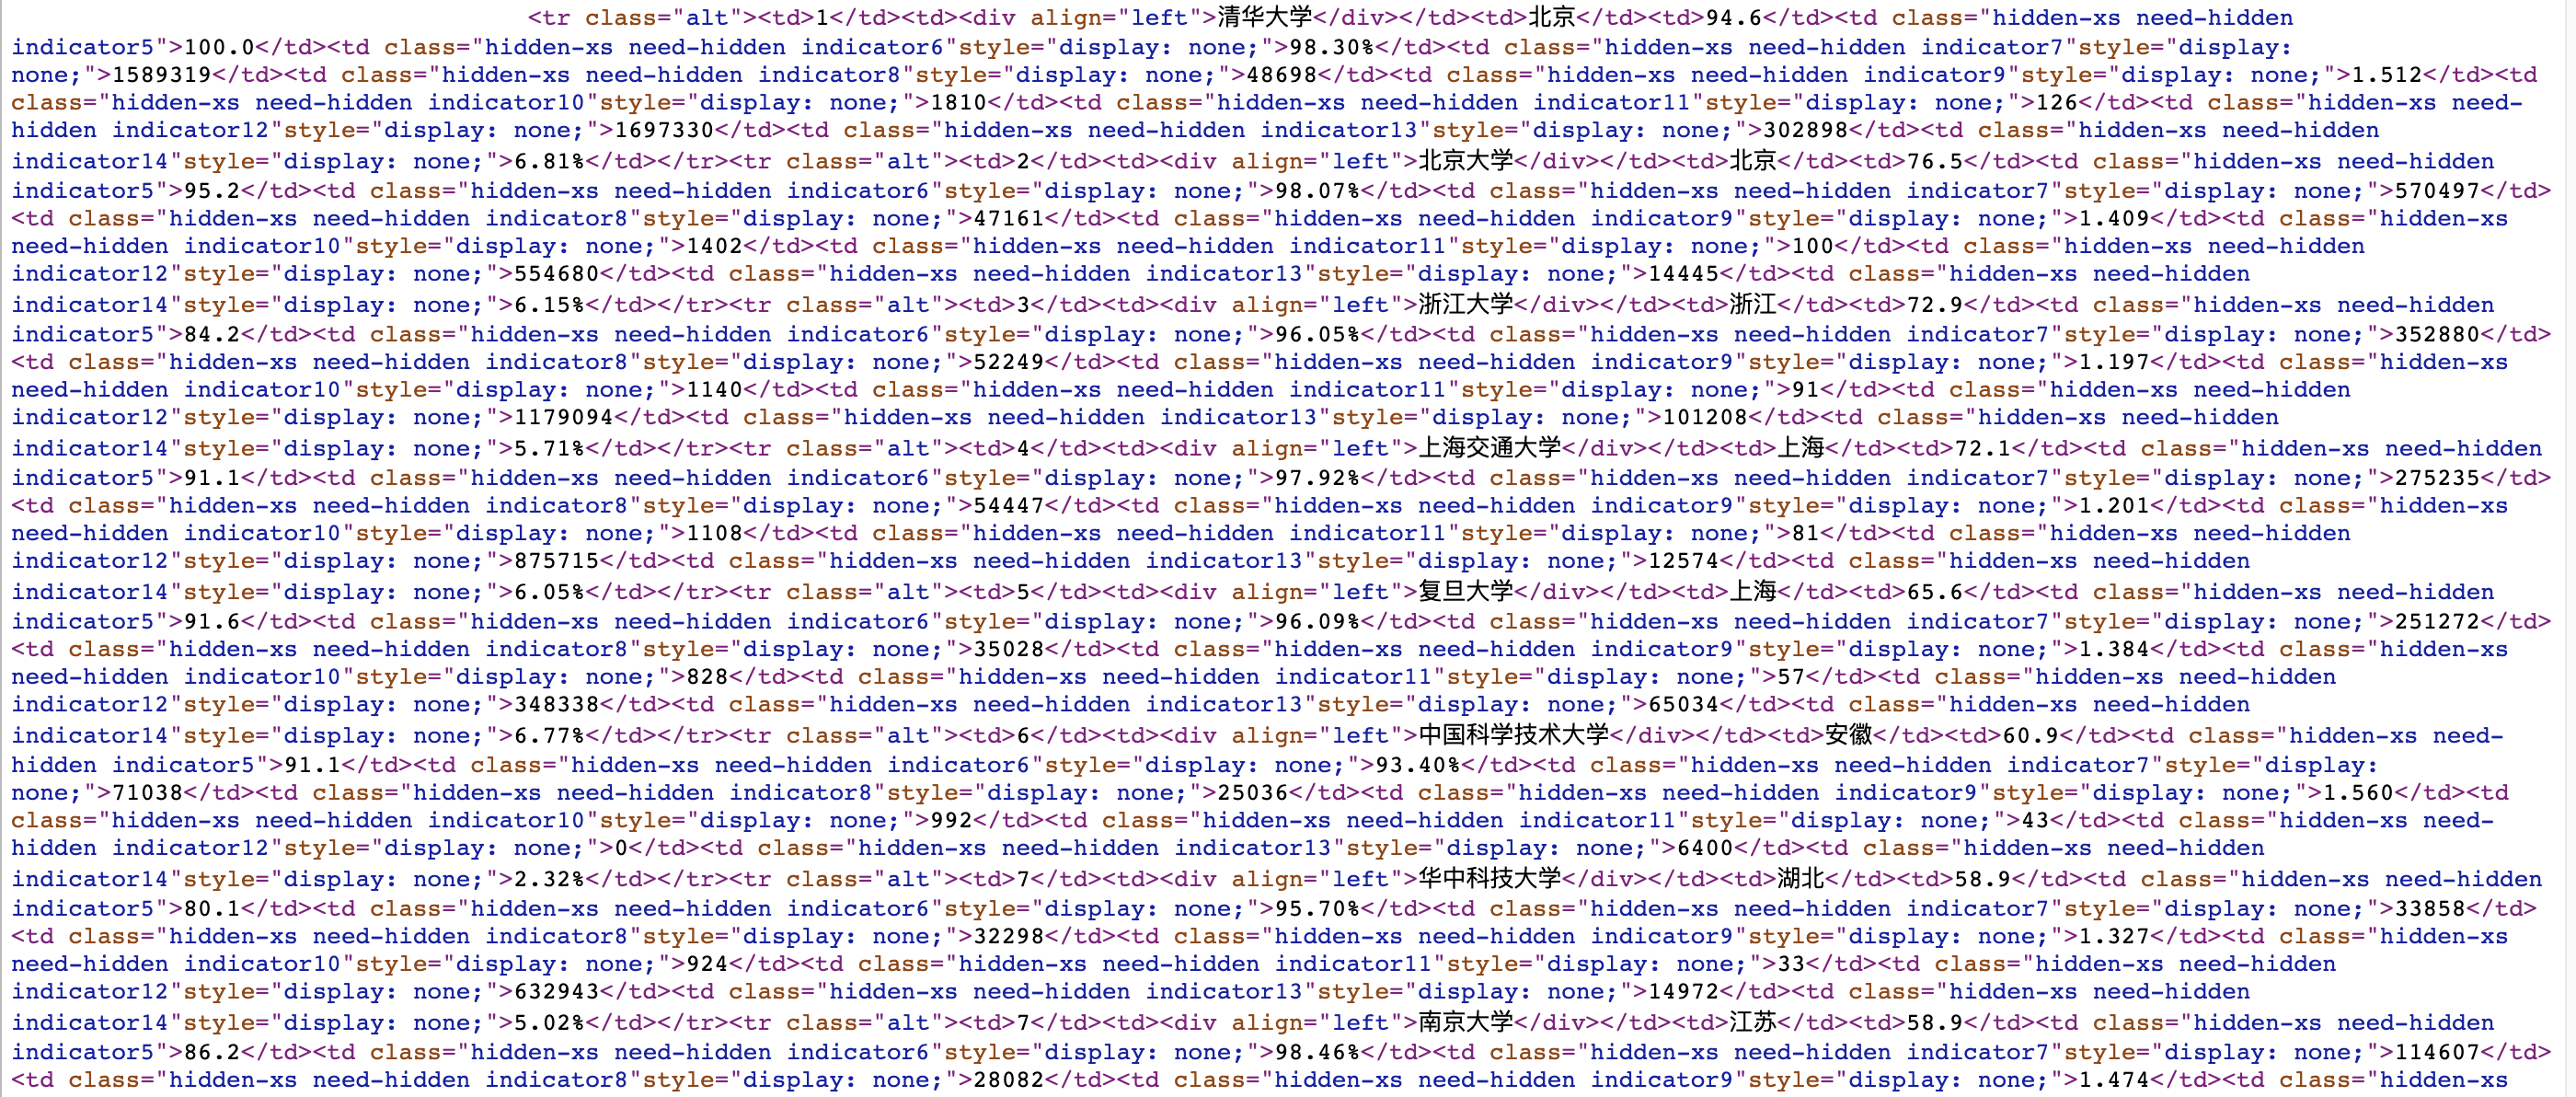 <tr class="alt"><td>1</td><td><div align="left">清华大学</div></td><td>北京</td><td>94.6</td><td class="hidden-xs need-hidden
indicator5">100.0</td><td class="hidden-xs need-hidden indicator6"style="display: none;">98.30%</td><td class="hidden-xs need-hidden indicator7"style="display:
none;">1589319</td><td class="hidden-xs need-hidden indicator8"style="display: none;">48698</td><td class="hidden-xs need-hidden indicator9"style="display: none;">1.512</td><td
class="hidden-xs need-hidden indicator10"style="display: none;">1810</td><td class="hidden-xs need-hidden indicator11"style="display: none;">126</td><td class="hidden-xs need-
hidden indicator12"style="display: none;">1697330</td><td class="hidden-xs need-hidden indicator13"style="display: none;">302898</td><td class="hidden-xs need-hidden
indicator14"style="display: none;">6.81%</td></tr><tr class="alt"><td>2</td><td><div align="left">北京大学</div></td><td>北京</td><td>76.5</td><td class="hidden-xs need-hidden
indicator5">95.2</td><td class="hidden-xs need-hidden indicator6"style="display: none;">98.07%</td><td class="hidden-xs need-hidden indicator7"style="display: none;">570497</td>
<td class="hidden-xs need-hidden indicator8"style="display: none;">47161</td><td class="hidden-xs need-hidden indicator9"style="display: none;">1.409</td><td class="hidden-xs
need-hidden indicator10"style="display: none;">1402</td><td class="hidden-xs need-hidden indicator11"style="display: none;">100</td><td class="hidden-xs need-hidden
indicator12"style="display: none;">554680</td><td class="hidden-xs need-hidden indicator13"style="display: none;">14445</td><td class="hidden-xs need-hidden
indicator14"style="display: none;">6.15%</td></tr><tr class="alt"><td>3</td><td><div align="left">浙江大学</div></td><td>浙江</td><td>72.9</td><td class="hidden-xs need-hidden
indicator5">84.2</td><td class="hidden-xs need-hidden indicator6"style="display: none;">96.05%</td><td class="hidden-xs need-hidden indicator7"style="display: none;">352880</td>
<td class="hidden-xs need-hidden indicator8"style="display: none;">52249</td><td class="hidden-xs need-hidden indicator9"style="display: none;">1.197</td><td class="hidden-xs
need-hidden indicator10"style="display: none;">1140</td><td class="hidden-xs need-hidden indicator11"style="display: none;">91</td><td class="hidden-xs need-hidden
indicator12"style="display: none;">1179094</td><td class="hidden-xs need-hidden indicator13"style="display: none;">101208</td><td class="hidden-xs need-hidden
indicator14"style="display: none;">5.71%</td></tr><tr class="alt"><td>4</td><td><div align="left">上海交通大学</div></td><td>上海</td><td>72.1</td><td class="hidden-xs need-hidden
indicator5">91.1</td><td class="hidden-xs need-hidden indicator6"style="display: none;">97.92%</td><td class="hidden-xs need-hidden indicator7"style="display: none;">275235</td>
<td class="hidden-xs need-hidden indicator8"style="display: none;">54447</td><td class="hidden-xs need-hidden indicator9"style="display: none;">1.201</td><td class="hidden-xs
need-hidden indicator10"style="display: none;">1108</td><td class="hidden-xs need-hidden indicator11"style="display: none;">81</td><td class="hidden-xs need-hidden
indicator12"style="display: none;">875715</td><td class="hidden-xs need-hidden indicator13"style="display: none;">12574</td><td class="hidden-xs need-hidden
indicator14"style="display: none;">6.05%</td></tr><tr class="alt"><td>5</td><td><div align="left">复旦大学</div></td><td>上海</td><td>65.6</td><td class="hidden-xs need-hidden
indicator5">91.6</td><td class="hidden-xs need-hidden indicator6"style="display: none;">96.09%</td><td class="hidden-xs need-hidden indicator7"style="display: none;">251272</td>
<td class="hidden-xs need-hidden indicator8"style="display: none;">35028</td><td class="hidden-xs need-hidden indicator9"style="display: none;">1.384</td><td class="hidden-xs
need-hidden indicator10"style="display: none;">828</td><td class="hidden-xs need-hidden indicator11"style="display: none;">57</td><td class="hidden-xs need-hidden
indicator12"style="display: none;">348338</td><td class="hidden-xs need-hidden indicator13"style="display: none;">65034</td><td class="hidden-xs need-hidden
indicator14"style="display: none;">6.77%</td></tr><tr class="alt"><td>6</td><td><div align="left">中国科学技术大学</div></td><td>安徽</td><td>60.9</td><td class="hidden-xs need-
hidden indicator5">91.1</td><td class="hidden-xs need-hidden indicator6"style="display: none;">93.40%</td><td class="hidden-xs need-hidden indicator7"style="display:
none;">71038</td><td class="hidden-xs need-hidden indicator8"style="display: none;">25036</td><td class="hidden-xs need-hidden indicator9"style="display: none;">1.560</td><td
class="hidden-xs need-hidden indicator10"style="display: none;">992</td><td class="hidden-xs need-hidden indicator11"style="display: none;">43</td><td class="hidden-xs need-
hidden indicator12"style="display: none;">0</td><td class="hidden-xs need-hidden indicator13"style="display: none;">6400</td><td class="hidden-xs need-hidden
indicator14"style="display: none;">2.32%</td></tr><tr class="alt"><td>7</td><td><div align="left">华中科技大学</div></td><td>湖北</td><td>58.9</td><td class="hidden-xs need-hidden
indicator5">80.1</td><td class="hidden-xs need-hidden indicator6"style="display: none;">95.70%</td><td class="hidden-xs need-hidden indicator7"style="display: none;">33858</td>
<td class="hidden-xs need-hidden indicator8"style="display: none;">32298</td><td class="hidden-xs need-hidden indicator9"style="display: none;">1.327</td><td class="hidden-xs
need-hidden indicator10"style="display: none;">924</td><td class="hidden-xs need-hidden indicator11"style="display: none;">33</td><td class="hidden-xs need-hidden
indicator12"style="display: none;">632943</td><td class="hidden-xs need-hidden indicator13"style="display: none;">14972</td><td class="hidden-xs need-hidden
indicator14"style="display: none;">5.02%</td></tr><tr class="alt"><td>7</td><td><div align="left">南京大学</div></td><td>江苏</td><td>58.9</td><td class="hidden-xs need-hidden
indicator5">86.2</td><td class="hidden-xs need-hidden indicator6"style="display: none;">98.46%</td><td class="hidden-xs need-hidden indicator7"style="display: none;">114607</td>
<td class="hidden-xs need-hidden indicator8"style="display: none;">28082</td><td class="hidden-xs need-hidden indicator9"style="display: none;">1.474</td><td class="hidden-xs